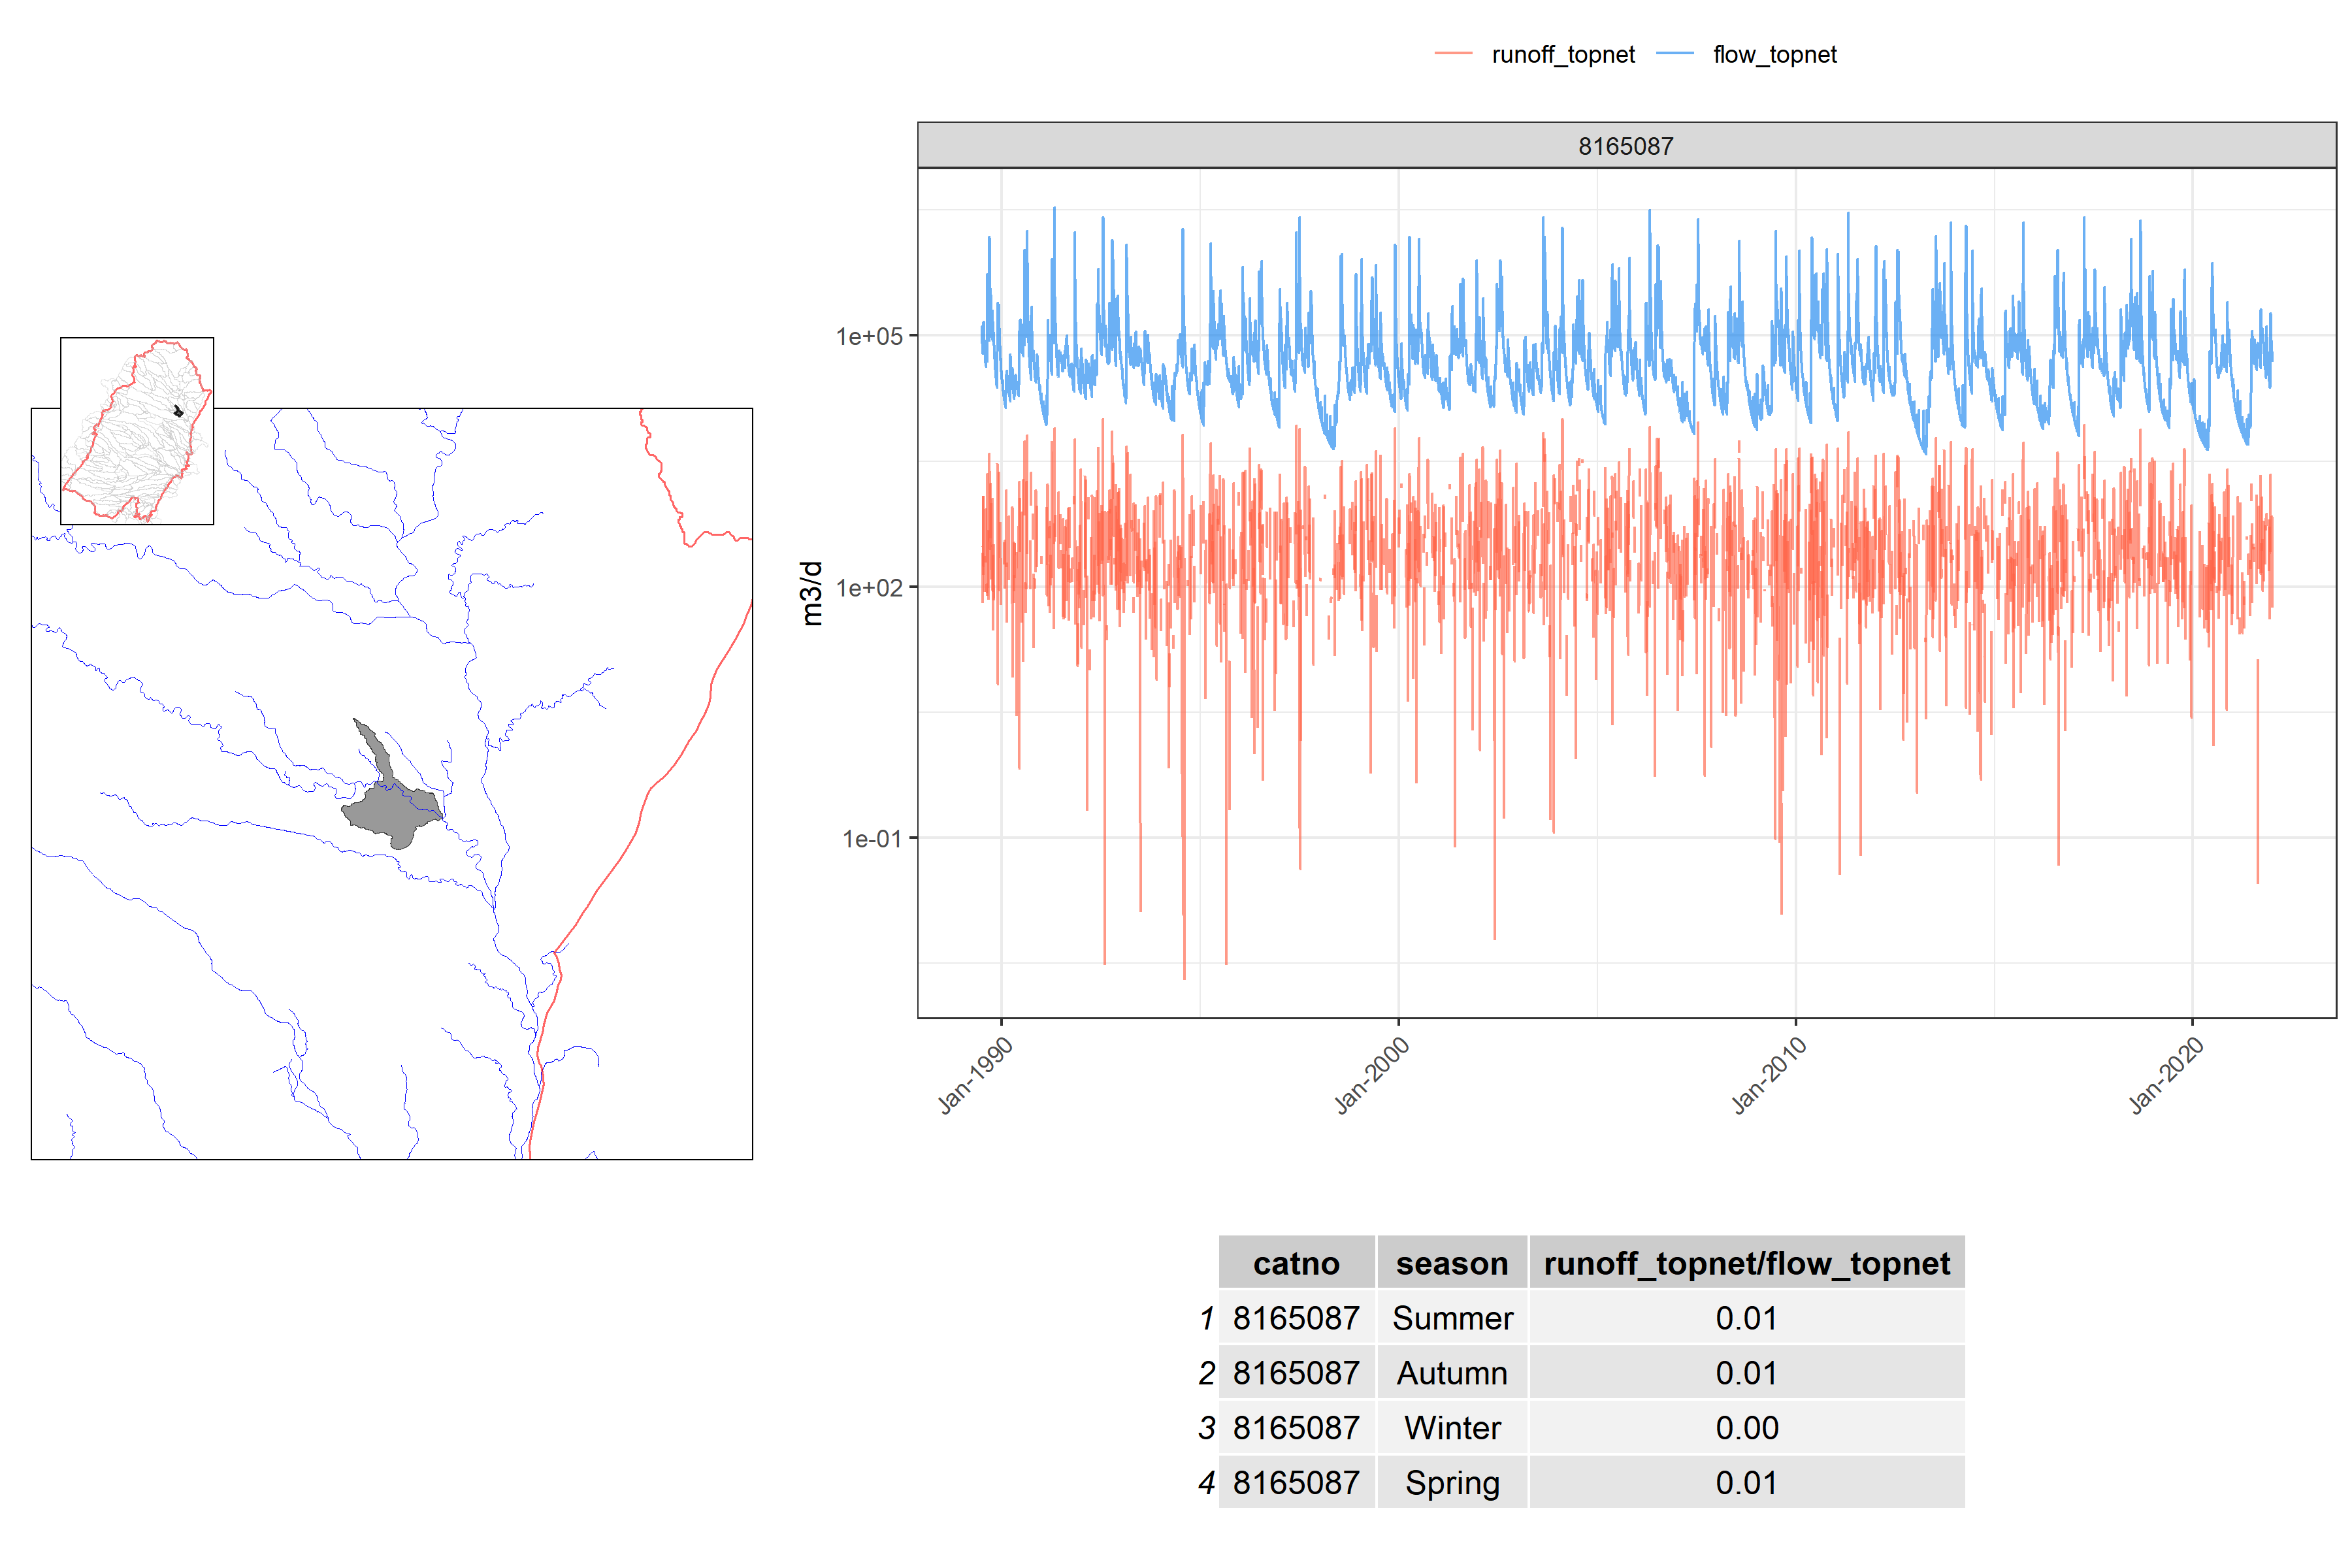 runoff_topnet flow_topnet
8165087
m3/d
1e+05
1e+02
1e-01
Jan-1990 Jan-2000 Jan-2010 Jan-2020
catno season runoff_topnet/flow_topnet
1 8165087 Summer 0.01
2 8165087 Autumn 0.01
3 8165087 Winter 0.00
4 8165087 Spring 0.01